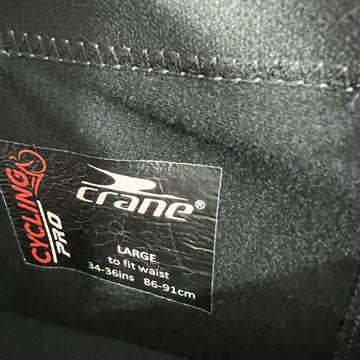 CYCLING
PRO
crane®
LARGE
to fit waist
34-36ins 86-91cm